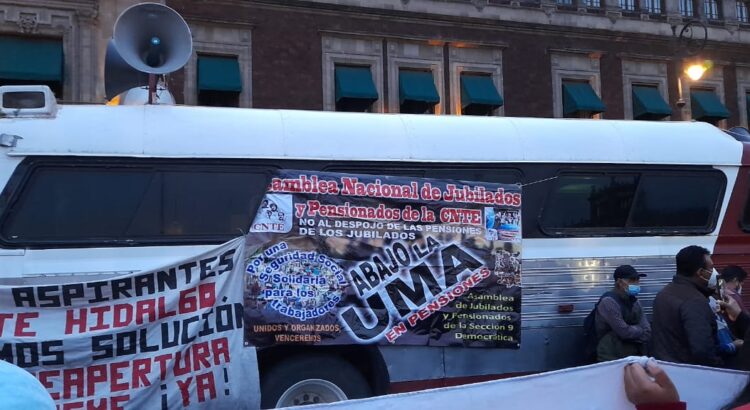 Asamblea Nacional de Jubilados
y Pensionados de la CNTE
NO AL DESPOJO DE LAS PENSIONES
DE LOS JUBILADOS
CNTE
Por una
seguridad social
Solidaria
para los
Trabajadores
ABAJO LA
UMA
EN PENSIONES
UNIDOS Y ORGANIZADOS
VENCEREMOS
Asamblea
de Jubilados
y Pensionados
de la Sección 9
Democrática
ASPIRANTES
TE HIDALGO
MOS SOLUCIÓN
REAPERTURA
¡YA!